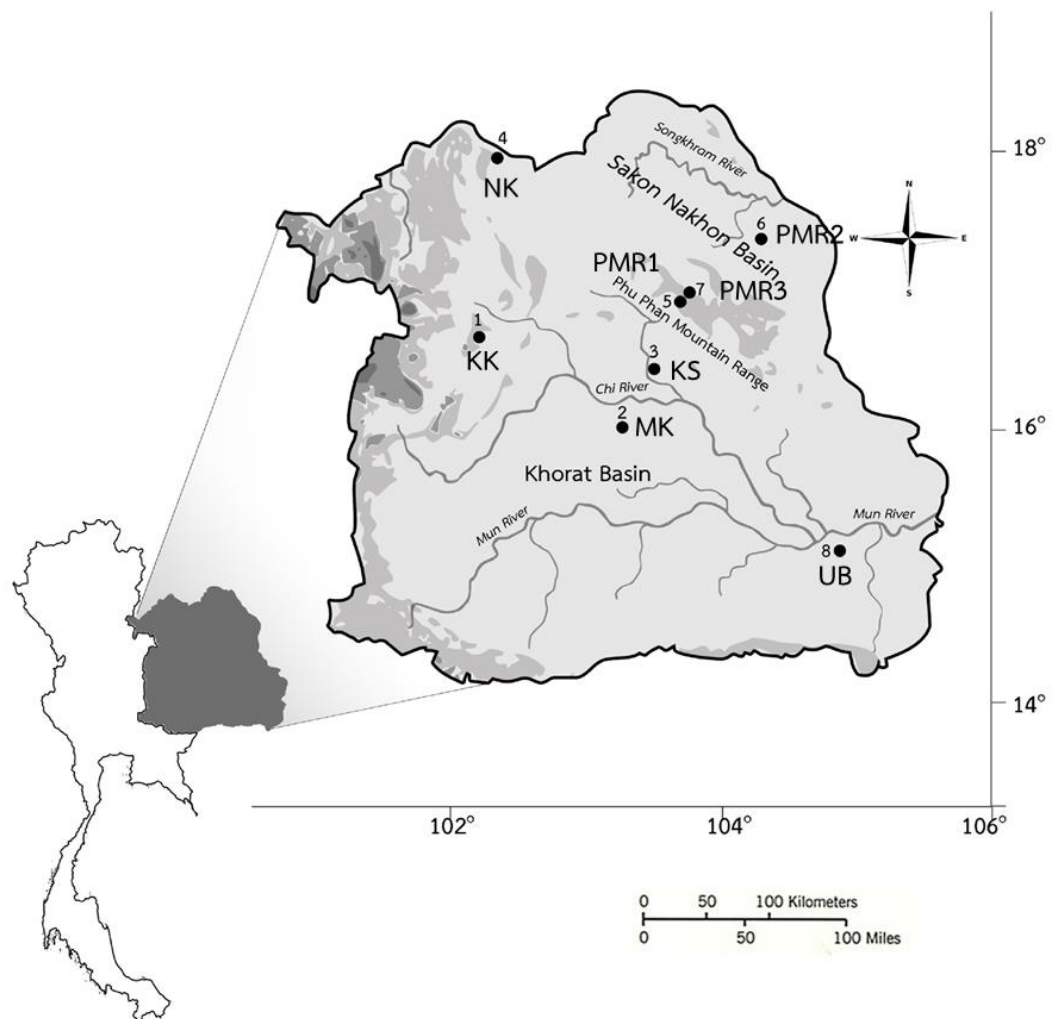 Songkhram River
18°
4
NK
Sakon Nakhon Basin
N
6
PMR2
W
E
S
PMR1
7
PMR3
5
Phu Phan Mountain Range
1
KK
3
KS
Chi River
2
MK
16°
Khorat Basin
Mun River
Mun River
8
UB
14°
102°
104°
106°
0 50 100 Kilometers
0 50 100 Miles